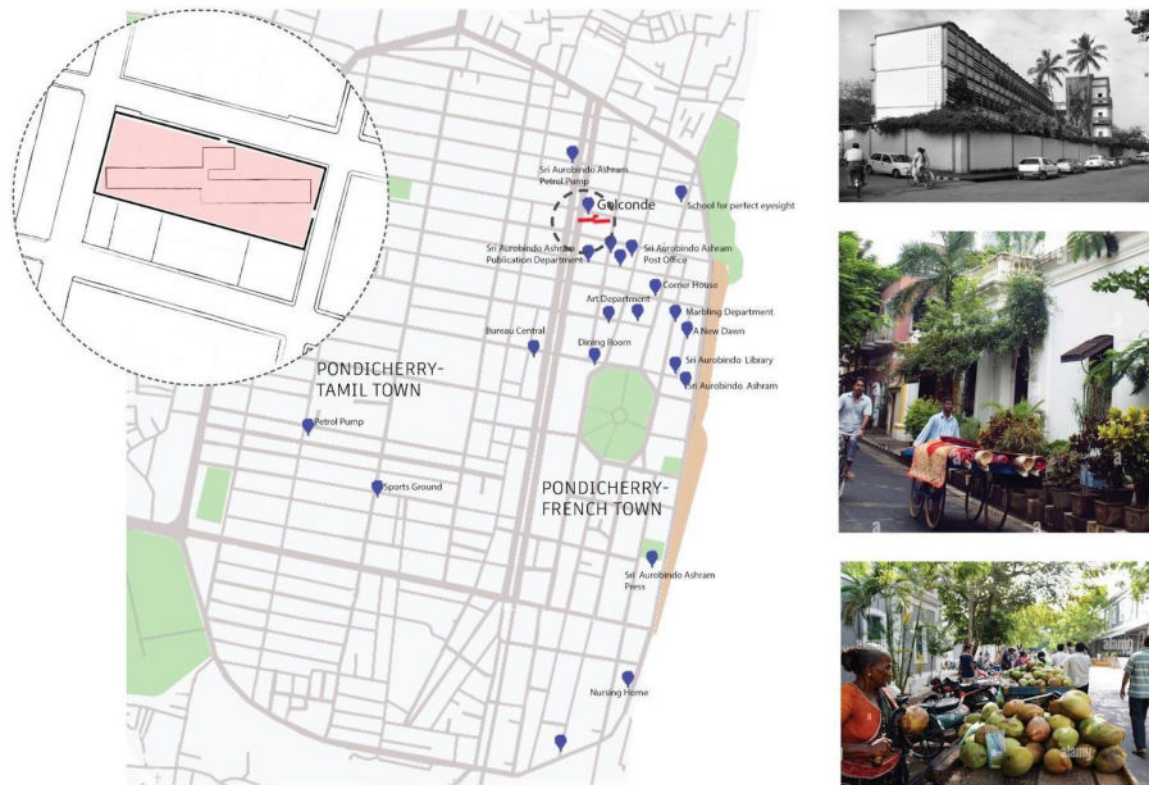 Sri Aurobindo Ashram
Petrol Pump
Golconde
School for perfect eyesight
Sri Aurobindo Ashram
Publication Department
Sri Aurobindo Ashram
Post Office
Corner House
Art Department
Marbling Department
A New Dawn
Bureau Central
Dining Room
Sri Aurobindo Library
Sri Aurobindo Ashram
PONDICHERRY-
TAMIL TOWN
Petrol Pump
Sports Ground
PONDICHERRY-
FRENCH TOWN
Sri Aurobindo Ashram
Press
Nursing Home
a
a
a
alamy
alamy
a